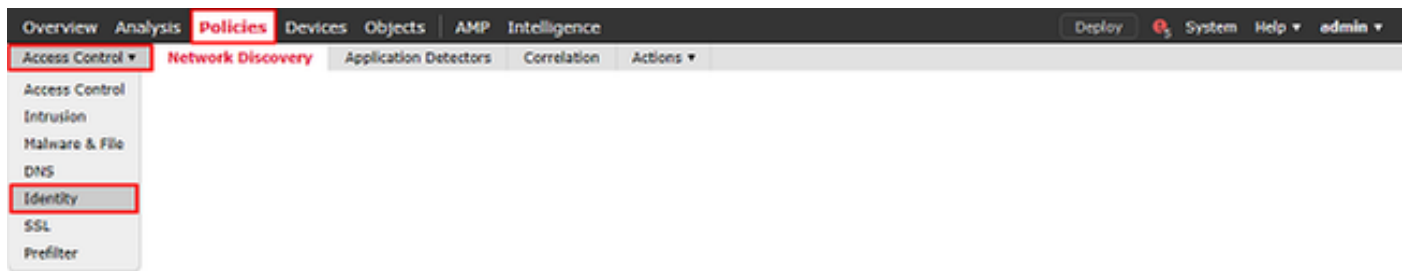 Overview Analysis Policies Devices Objects AMP Intelligence Deploy 5 System Help ▾ admin ▾
Access Control ▾ Network Discovery Application Detectors Correlation Actions ▾
Access Control
Intrusion
Malware & File
DNS
Identity
SSL
Prefilter